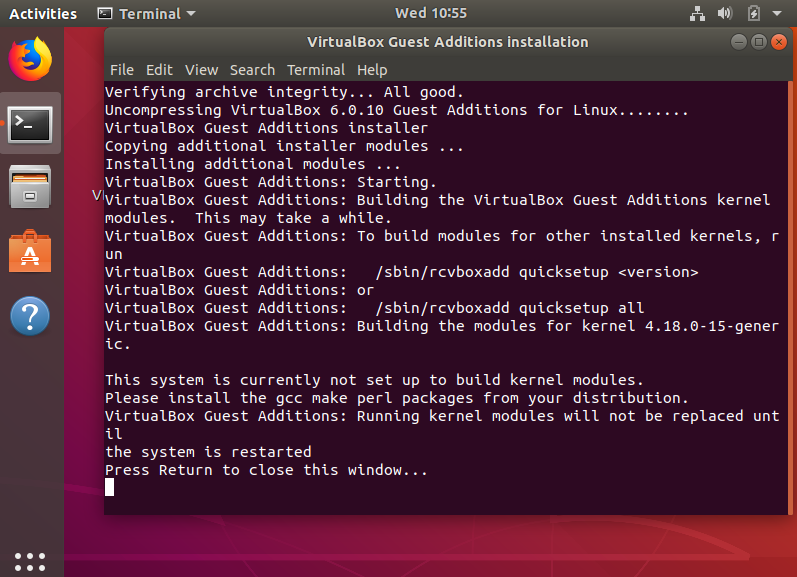 Activities Terminal Wed 10:55
VirtualBox Guest Additions installation
File Edit View Search Terminal Help
Verifying archive integrity... All good.
Uncompressing VirtualBox 6.0.10 Guest Additions for Linux........
VirtualBox Guest Additions installer
Copying additional installer modules ...
Installing additional modules ...
VirtualBox Guest Additions: Starting.
VirtualBox Guest Additions: Building the VirtualBox Guest Additions kernel
modules.  This may take a while.
VirtualBox Guest Additions: To build modules for other installed kernels, r
un
VirtualBox Guest Additions:   /sbin/rcvboxadd quicksetup <version>
VirtualBox Guest Additions: or
VirtualBox Guest Additions:   /sbin/rcvboxadd quicksetup all
VirtualBox Guest Additions: Building the modules for kernel 4.18.0-15-gener
ic.
This system is currently not set up to build kernel modules.
Please install the gcc make perl packages from your distribution.
VirtualBox Guest Additions: Running kernel modules will not be replaced unt
il
the system is restarted
Press Return to close this window...